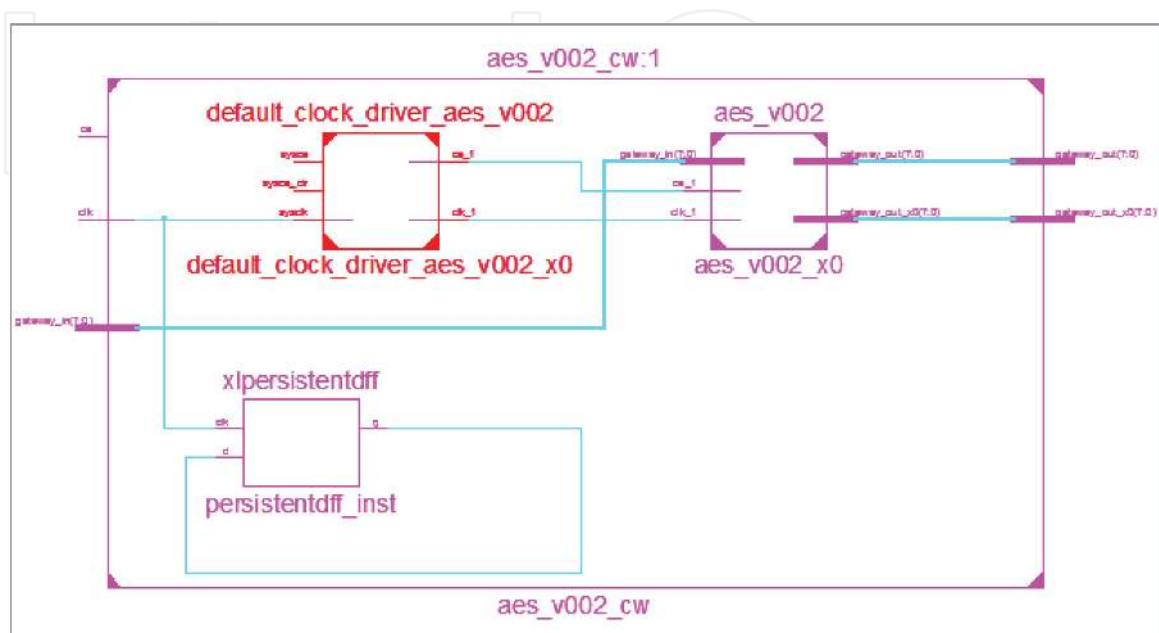 aes_v002_cw:1
default_clock_driver_aes_v002
aes_v002
ce
sysce
ce_1
gateway_in(7:0)
gateway_out(7:0)
gateway_out(7:0)
sysce_clr
ce_1
clk
sysclk
clk_1
clk_1
gateway_out_x0(7:0)
gateway_out_x0(7:0)
default_clock_driver_aes_v002_x0
aes_v002_x0
gateway_in(7:0)
xlpersistentdff
clk
q
d
persistentdff_inst
aes_v002_cw